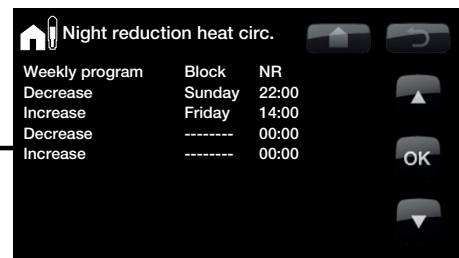 Night reduction heat circ.
Weekly program Block NR
Decrease Sunday 22:00
Increase Friday 14:00
Decrease -------- 00:00
Increase -------- 00:00
OK